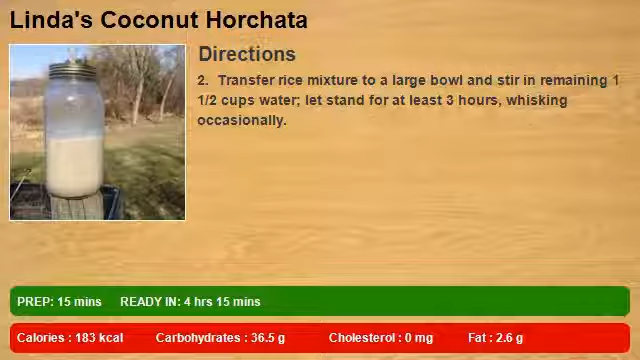 Linda's Coconut Horchata
Directions
2. Transfer rice mixture to a large bowl and stir in remaining 1
1/2 cups water; let stand for at least 3 hours, whisking
occasionally.
PREP: 15 mins READY IN: 4 hrs 15 mins
Calories : 183 kcal Carbohydrates : 36.5 g Cholesterol : 0 mg Fat : 2.6 g